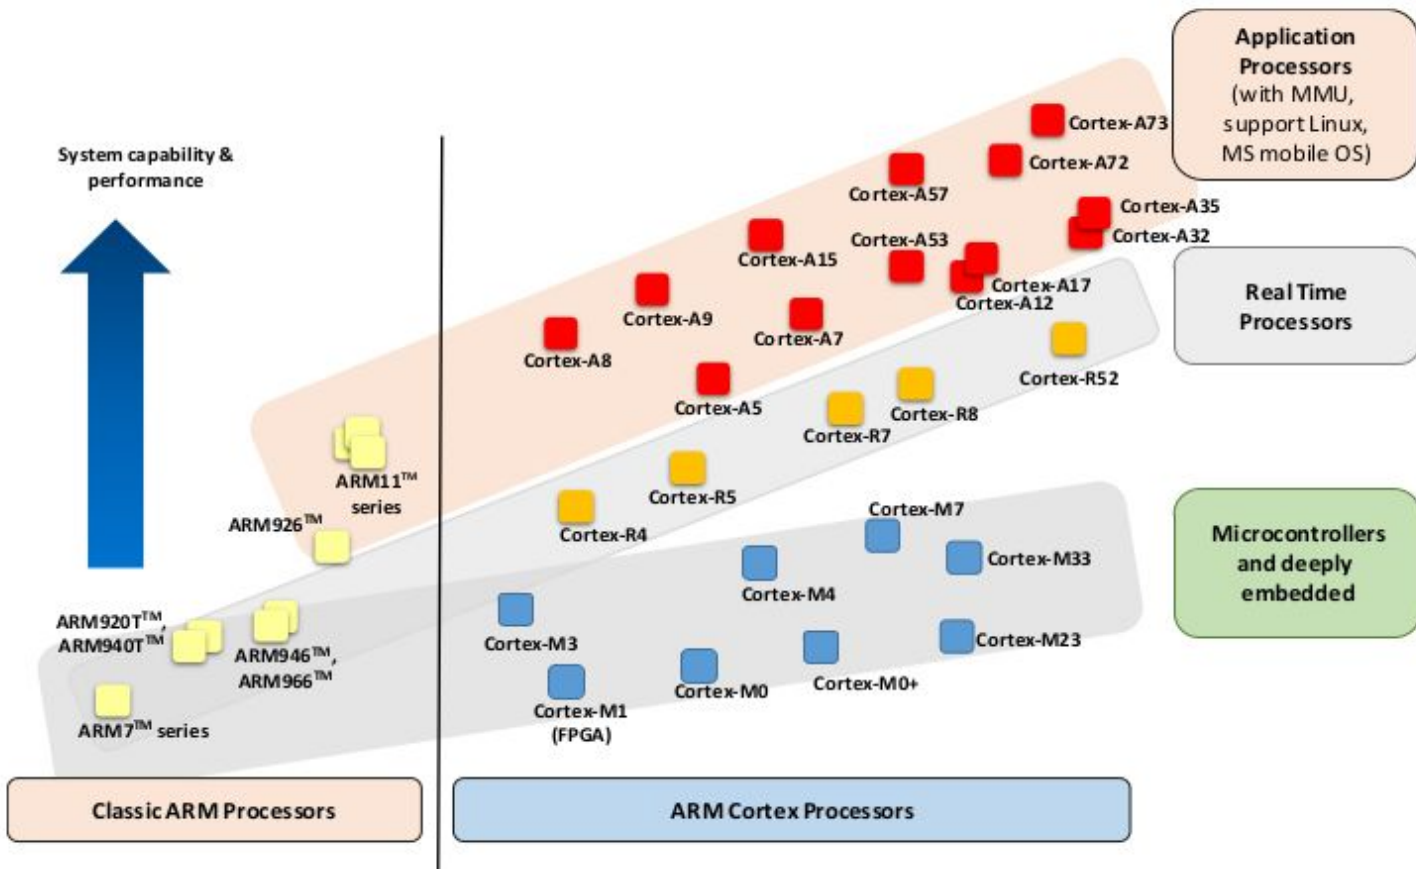 Application
Processors
(with MMU,
support Linux,
MS mobile OS)
System capability &
performance
Cortex-A73
Cortex-A72
Cortex-A57
Cortex-A35
Cortex-A32
Cortex-A53
Cortex-A15
Cortex-A17
Cortex-A12
Cortex-A9
Cortex-A7
Cortex-A8
Cortex-A5
Real Time
Processors
Cortex-R52
Cortex-R8
Cortex-R7
Cortex-R5
Cortex-R4
ARM11™
series
ARM926™
Cortex-M7
Cortex-M33
Cortex-M4
Cortex-M3
Cortex-M23
Cortex-M0+
Cortex-M0
Cortex-M1
(FPGA)
Microcontrollers
and deeply
embedded
ARM920T™,
ARM940T™
ARM946™,
ARM966™
ARM7™ series
Classic ARM Processors
ARM Cortex Processors